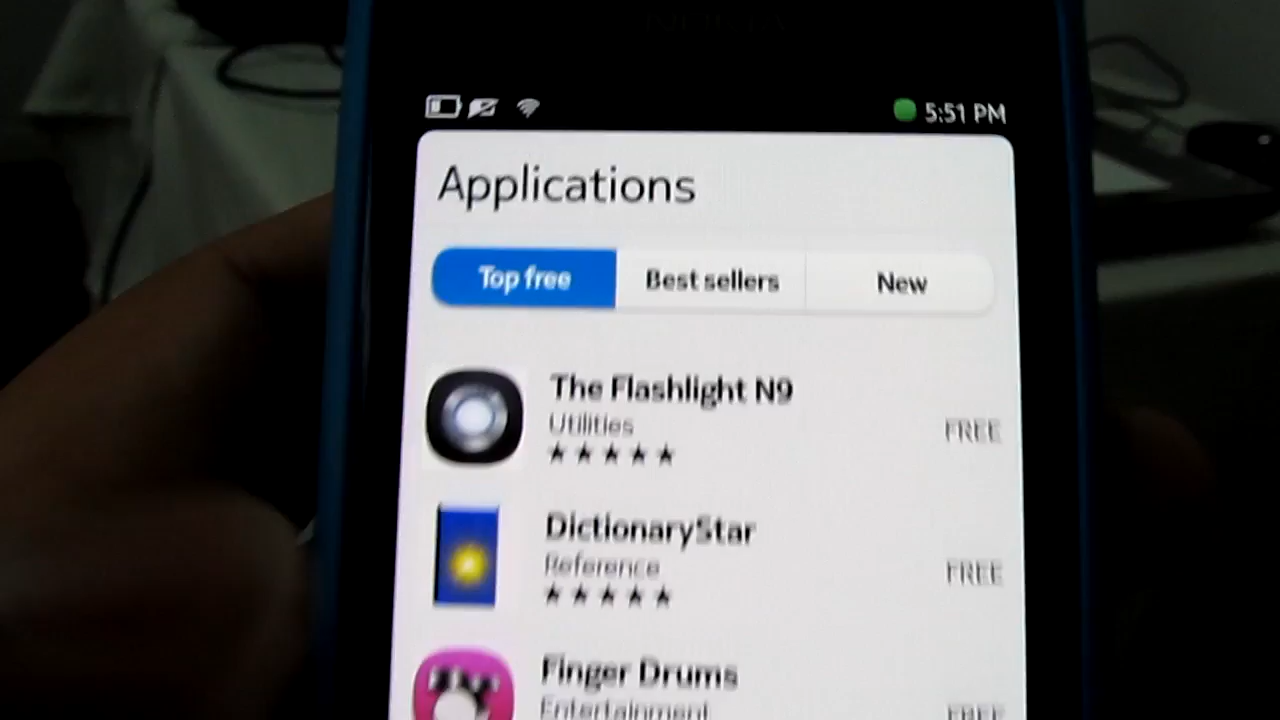 5:51 PM
Applications
Top free Best sellers New
The Flashlight N9
Utilities
FREE
DictionaryStar
Reference
FREE
Finger Drums
Entertainment
FREE